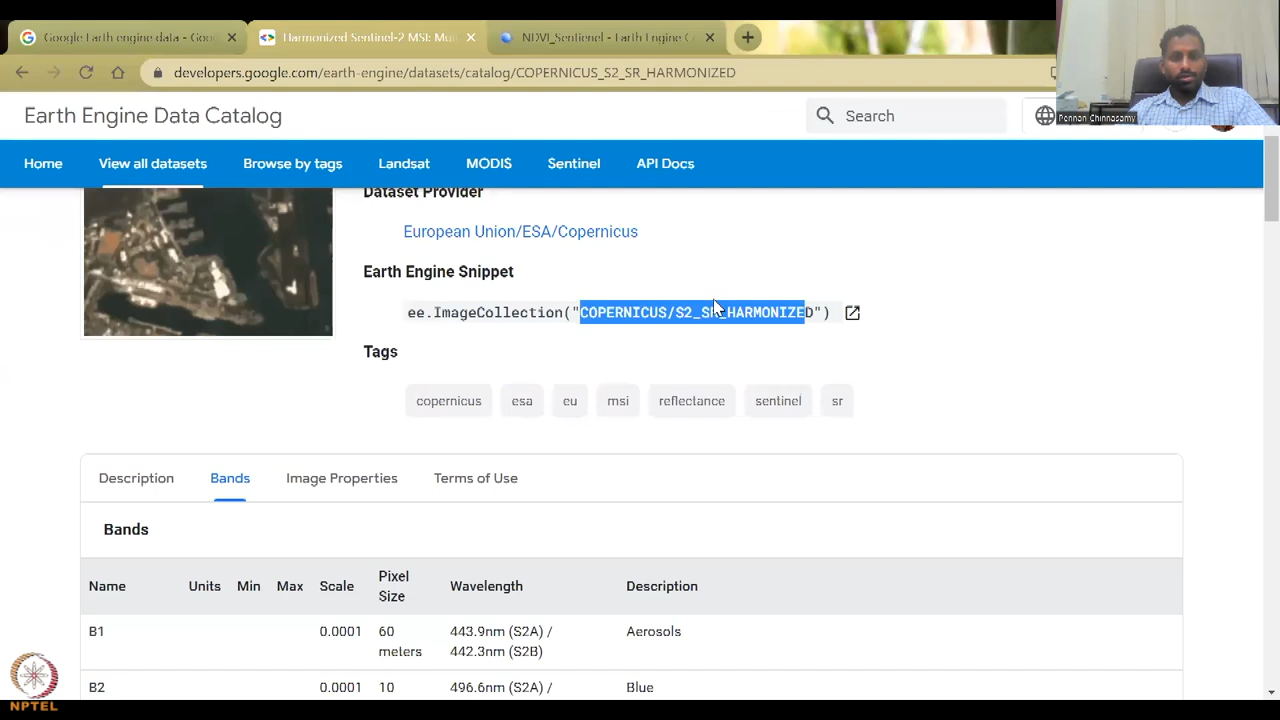 Google Earth engine data - Goo
Harmonized Sentinel-2 MSI: Mu
NDVI_Sentienel - Earth Engine C
developers.google.com/earth-engine/datasets/catalog/COPERNICUS_S2_SR_HARMONIZED
Pennan Chinnasamy
Earth Engine Data Catalog
Search
Home
View all datasets
Browse by tags
Landsat
MODIS
Sentinel
API Docs
Dataset Provider
European Union/ESA/Copernicus
Earth Engine Snippet
ee.ImageCollection("COPERNICUS/S2_SR_HARMONIZED")
Tags
copernicus esa eu msi reflectance sentinel sr
Description Bands Image Properties Terms of Use
Bands
Name Units Min Max Scale Pixel Size Wavelength Description
B1 0.0001 60 meters 443.9nm (S2A) / 442.3nm (S2B) Aerosols
B2 0.0001 10 496.6nm (S2A) / Blue
NPTEL